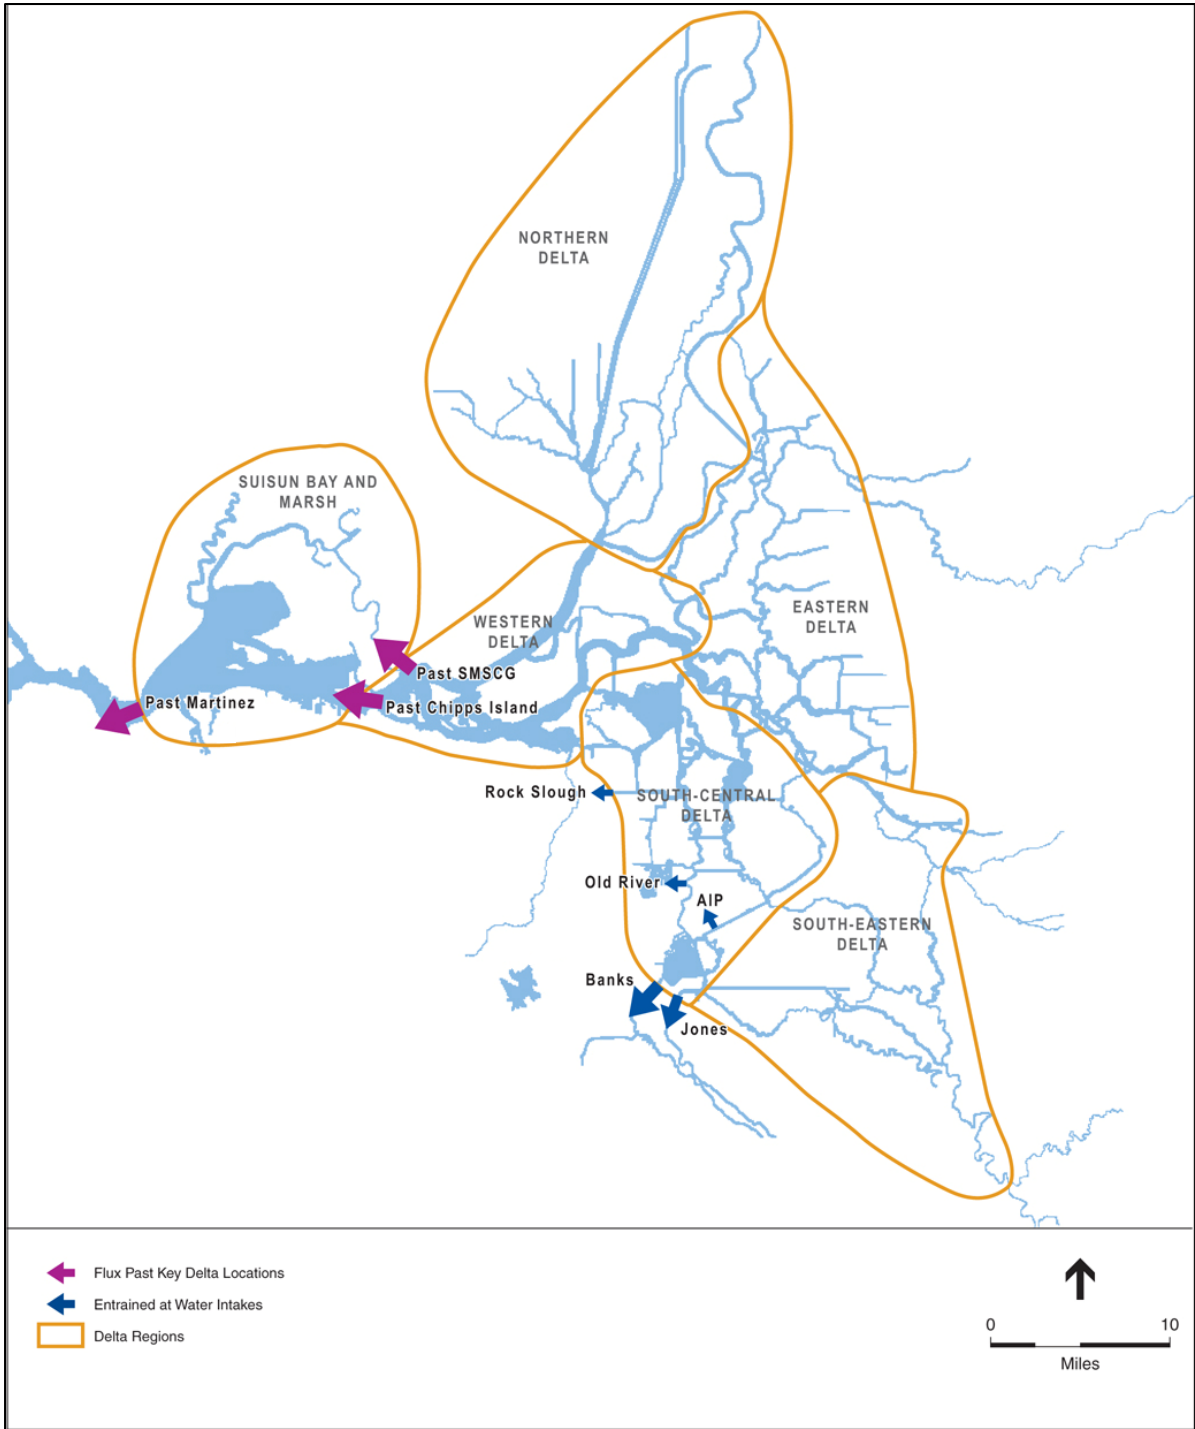 NORTHERN
DELTA
SUISUN BAY AND
MARSH
WESTERN
DELTA
EASTERN
DELTA
Past SMSCG
Past Martinez
Past Chipps Island
Rock Slough
SOUTH-CENTRAL
DELTA
Old River
AIP
SOUTH-EASTERN
DELTA
Banks
Jones
Flux Past Key Delta Locations
Entrained at Water Intakes
Delta Regions
0 10
Miles